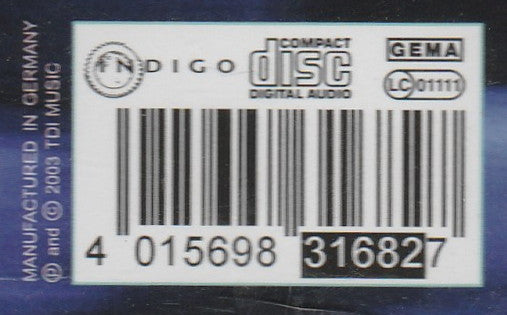 MANUFACTURED IN GERMANY
℗ and © 2003 TDI MUSIC
INDIGO
COMPACT
disc
DIGITAL AUDIO
GEMA
LC 01111
4 015698 316827